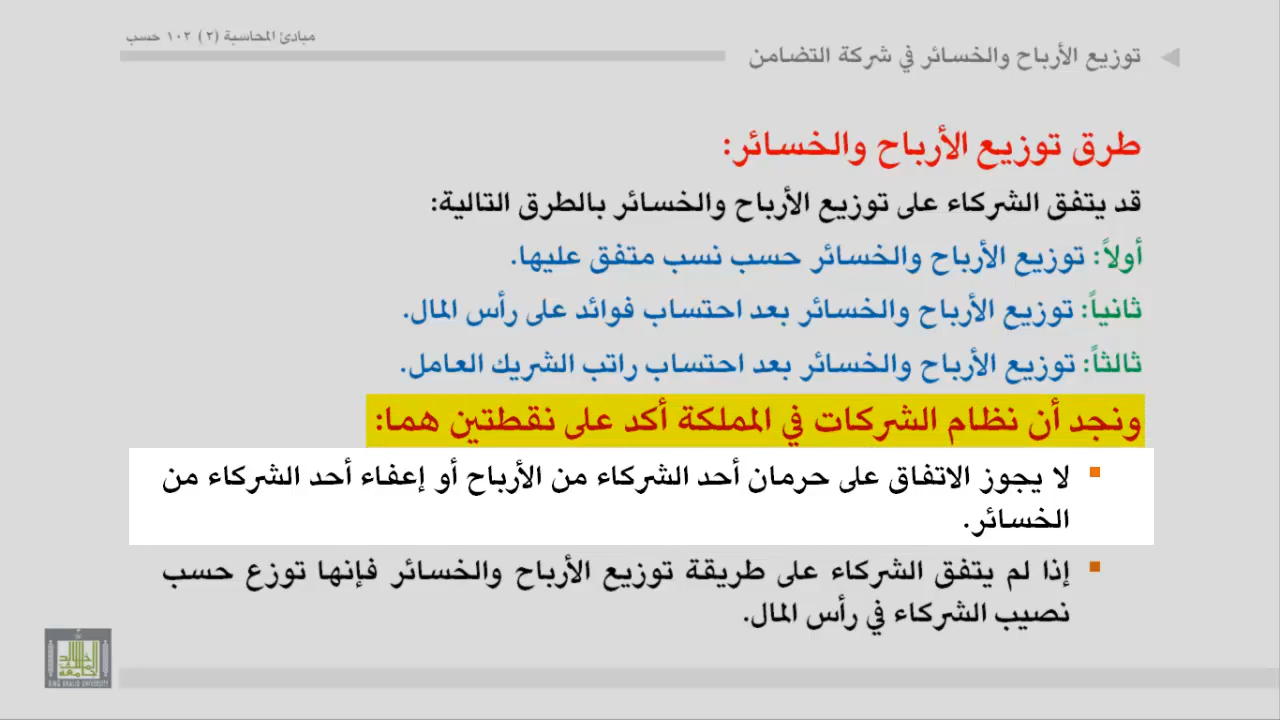 مبادئ المحاسبة (٢) ١٠٢ حسب
توزيع الأرباح والخسائر في شركة التضامن
طرق توزيع الأرباح والخسائر:
قد يتفق الشركاء على توزيع الأرباح والخسائر بالطرق التالية:
أولاً: توزيع الأرباح والخسائر حسب نسب متفق عليها.
ثانياً: توزيع الأرباح والخسائر بعد احتساب فوائد على رأس المال.
ثالثاً: توزيع الأرباح والخسائر بعد احتساب راتب الشريك العامل.
ونجد أن نظام الشركات في المملكة أكد على نقطتين هما:
لا يجوز الاتفاق على حرمان أحد الشركاء من الأرباح أو إعفاء أحد الشركاء من
الخسائر.
إذا لم يتفق الشركاء على طريقة توزيع الأرباح والخسائر فإنها توزع حسب
نصيب الشركاء في رأس المال.
KING KHALID UNIVERSITY